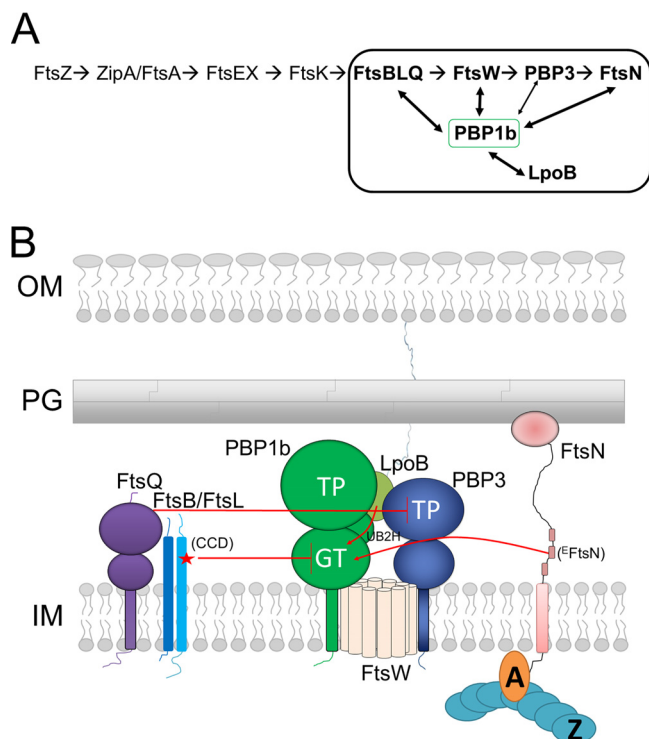 A
FtsZ→ ZipA/FtsA→ FtsEX → FtsK→ FtsBLQ → FtsW→ PBP3→ FtsN
PBP1b
LpoB
B
OM
PG
PBP1b
LpoB
PBP3
FtsN
FtsQ
FtsB/FtsL
TP
TP
UB2H
(CCD)
GT
(ᴱFtsN)
IM
FtsW
A
Z